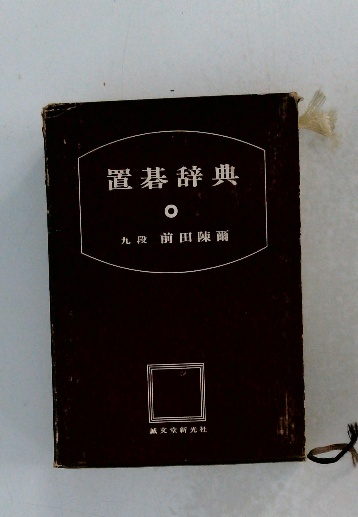 置碁辞典
九段 前田陳爾
誠文堂新光社